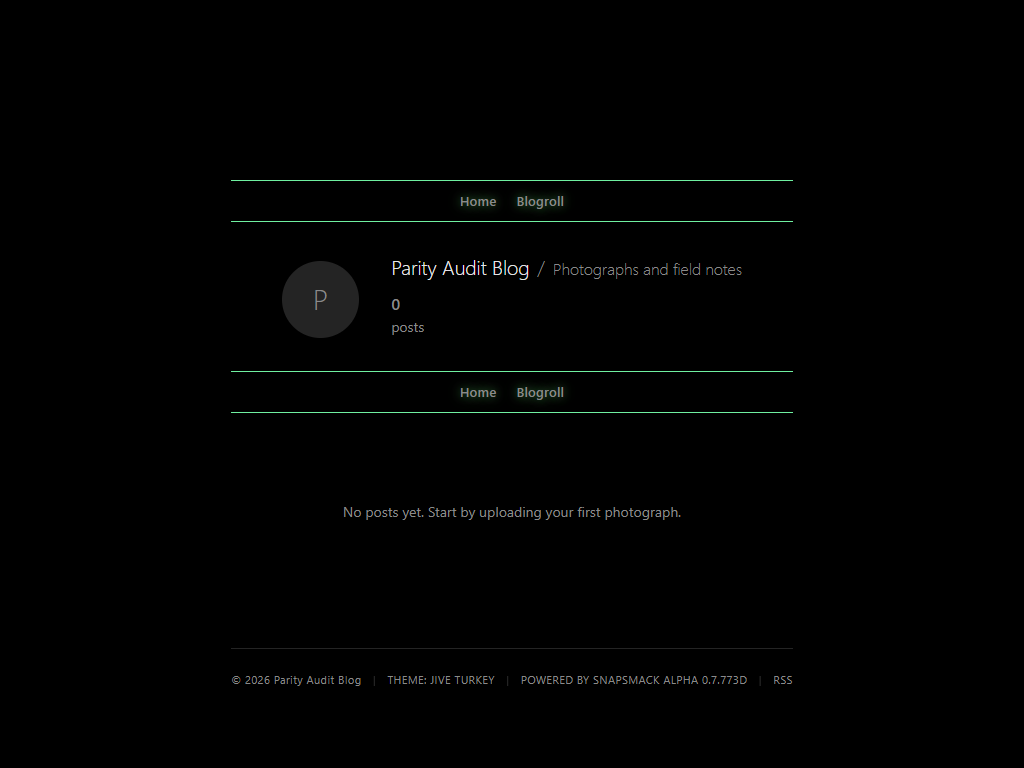 Home Blogroll
P
Parity Audit Blog / Photographs and field notes
0
posts
Home Blogroll
No posts yet. Start by uploading your first photograph.
© 2026 Parity Audit Blog | THEME: JIVE TURKEY | POWERED BY SNAPSMACK ALPHA 0.7.773D | RSS